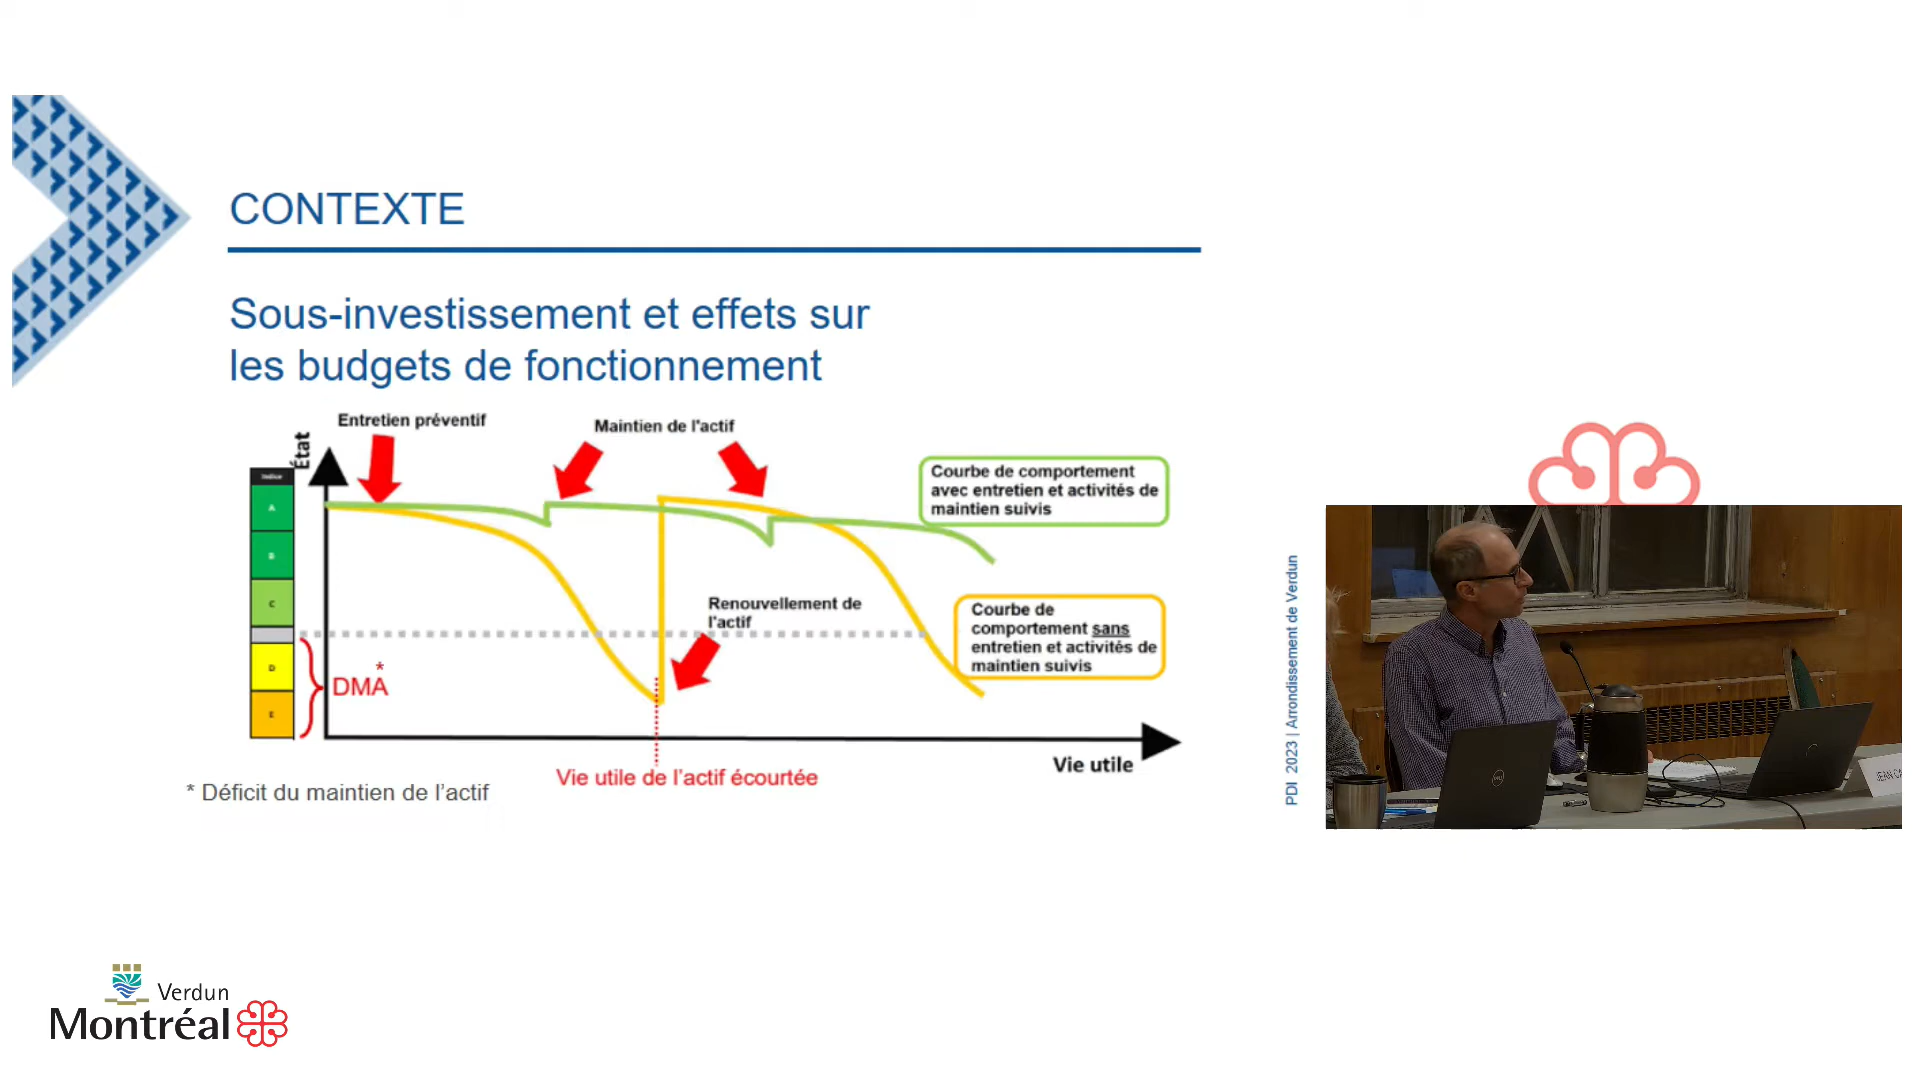 CONTEXTE
Sous-investissement et effets sur
les budgets de fonctionnement
Entretien préventif
Maintien de l'actif
État
Indice
A
B
C
D
E
DMA*
Courbe de comportement
avec entretien et activités de
maintien suivis
Renouvellement de
l'actif
Courbe de
comportement sans
entretien et activités de
maintien suivis
Vie utile
Vie utile de l'actif écourtée
* Déficit du maintien de l'actif
PDI 2023 | Arrondissement de Verdun
JEAN
Verdun
Montréal